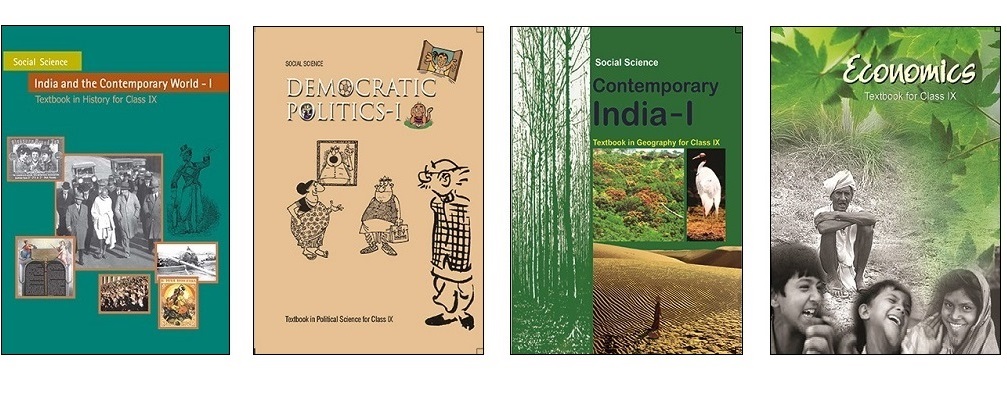 Social Science
India and the Contemporary World - I
Textbook in History for Class IX
SOCIAL SCIENCE
DEMOCRATIC
POLITICS-I
Textbook in Political Science for Class IX
Social Science
Contemporary
India-I
Textbook in Geography for Class IX
Economics
Textbook for Class IX